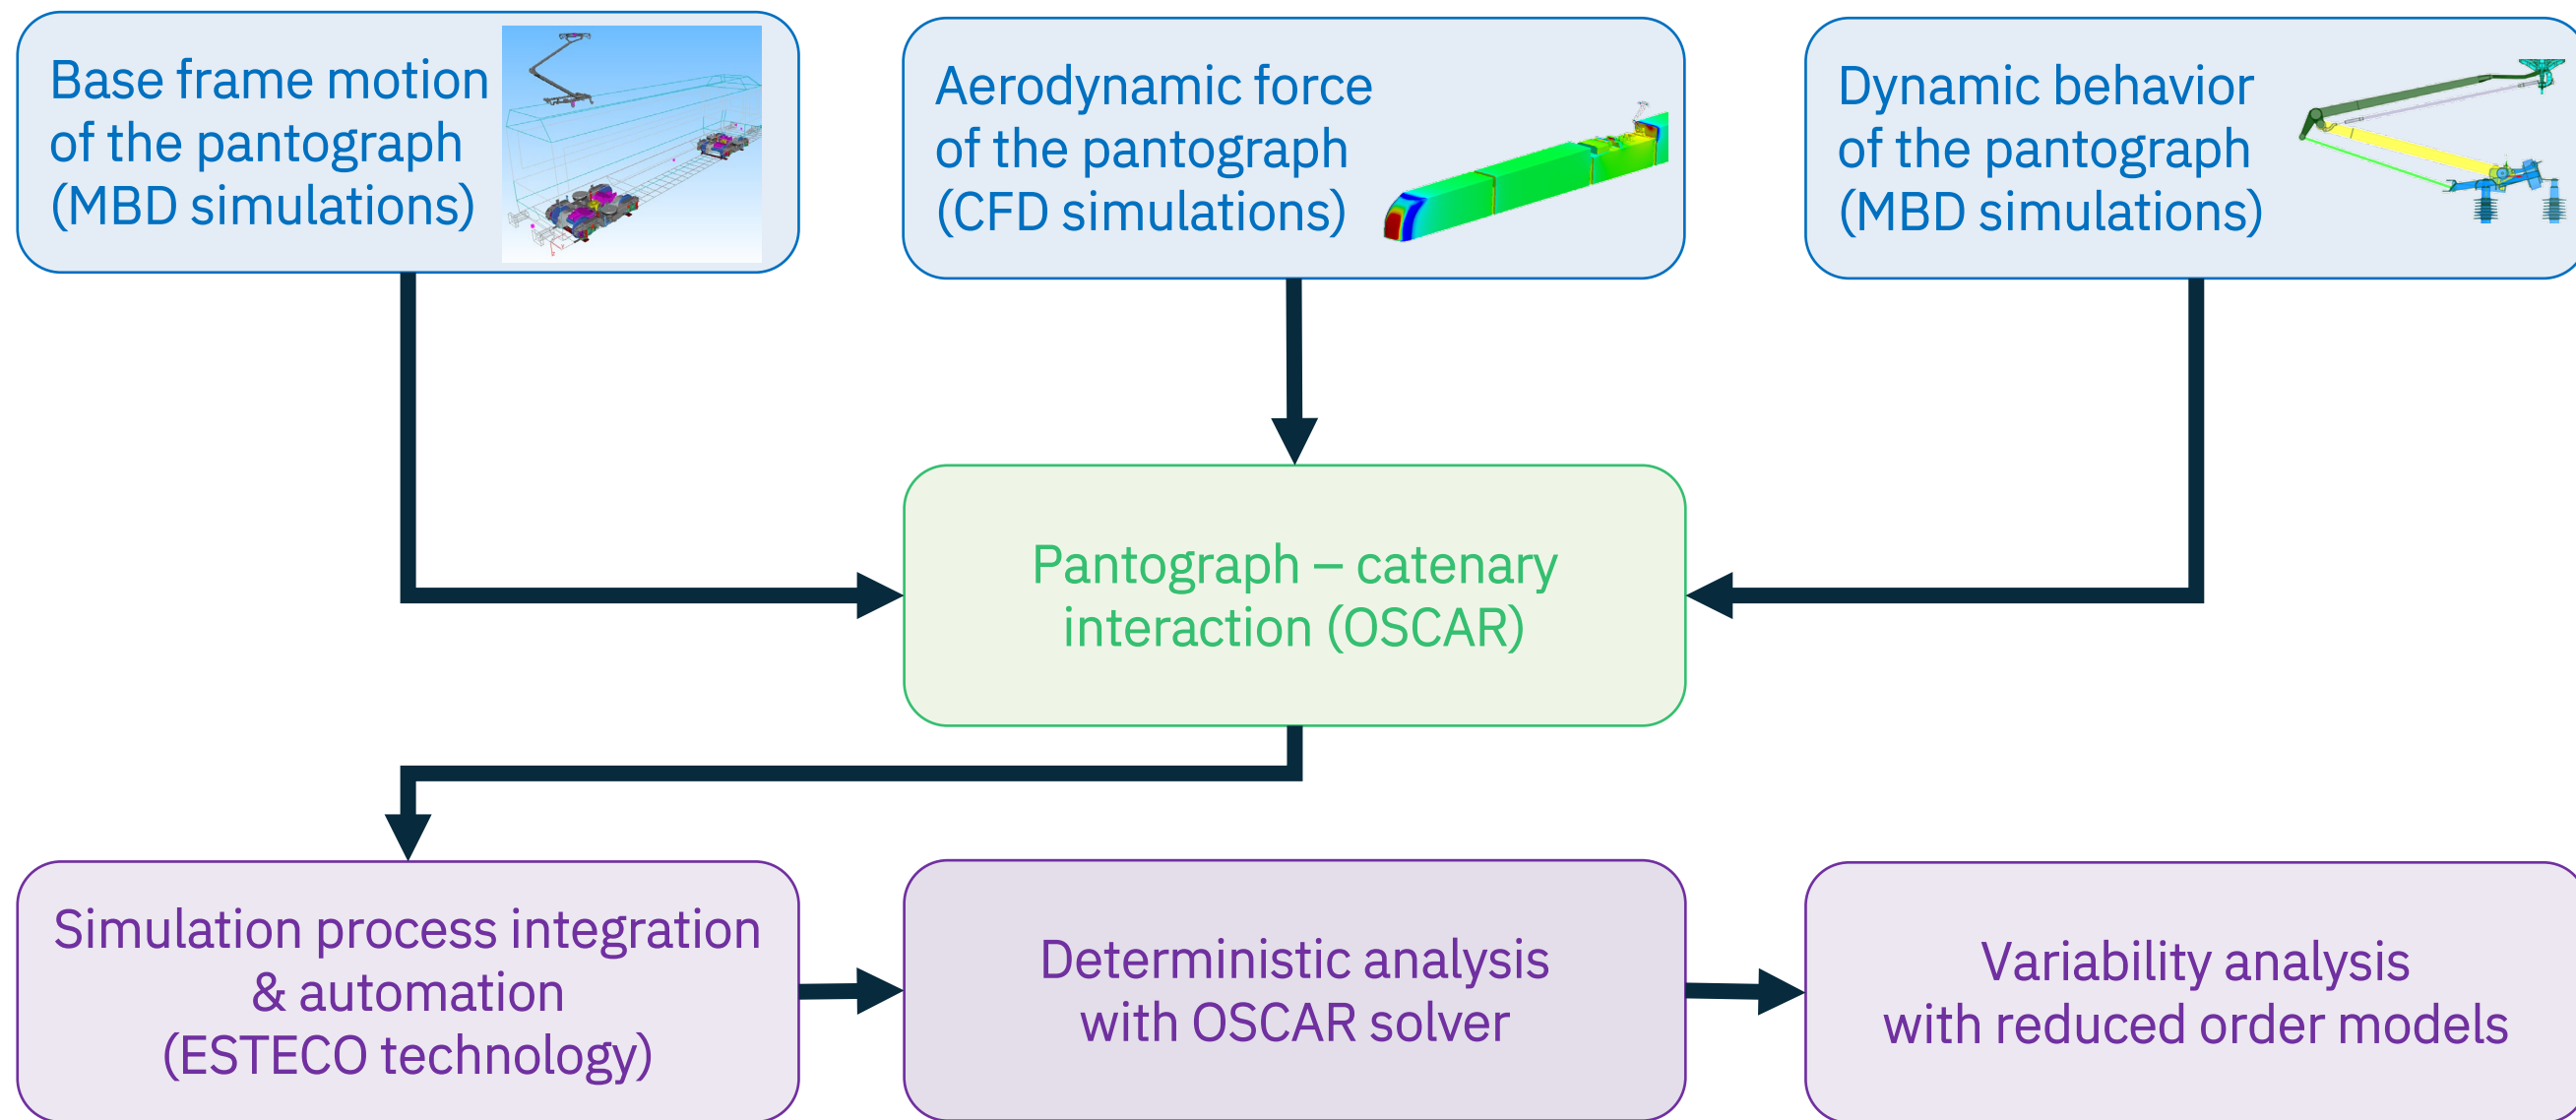 Base frame motion
of the pantograph
(MBD simulations)
Aerodynamic force
of the pantograph
(CFD simulations)
Dynamic behavior
of the pantograph
(MBD simulations)
Pantograph – catenary
interaction (OSCAR)
Simulation process integration
& automation
(ESTECO technology)
Deterministic analysis
with OSCAR solver
Variability analysis
with reduced order models